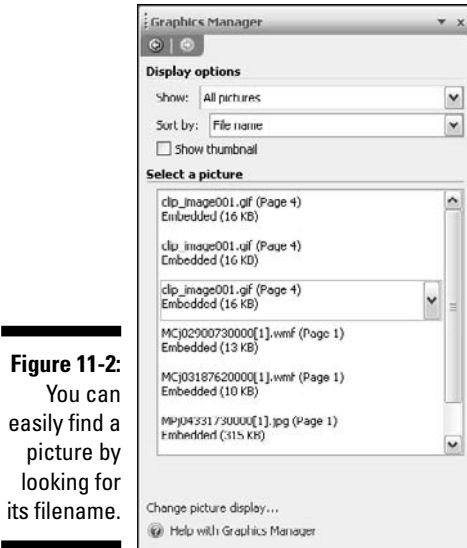 Graphics Manager
Display options
Show: All pictures
Sort by: File name
Show thumbnail
Select a picture
clip_image001.gif (Page 4)
Embedded (16 KB)
clip_image001.gif (Page 4)
Embedded (16 KB)
clip_image001.gif (Page 4)
Embedded (16 KB)
MCj02900730000[1].wmf (Page 1)
Embedded (13 KB)
MCj03187620000[1].wmf (Page 1)
Embedded (10 KB)
MPj04331730000[1].jpg (Page 1)
Embedded (315 KB)
Change picture display...
Help with Graphics Manager
Figure 11-2:
You can
easily find a
picture by
looking for
its filename.